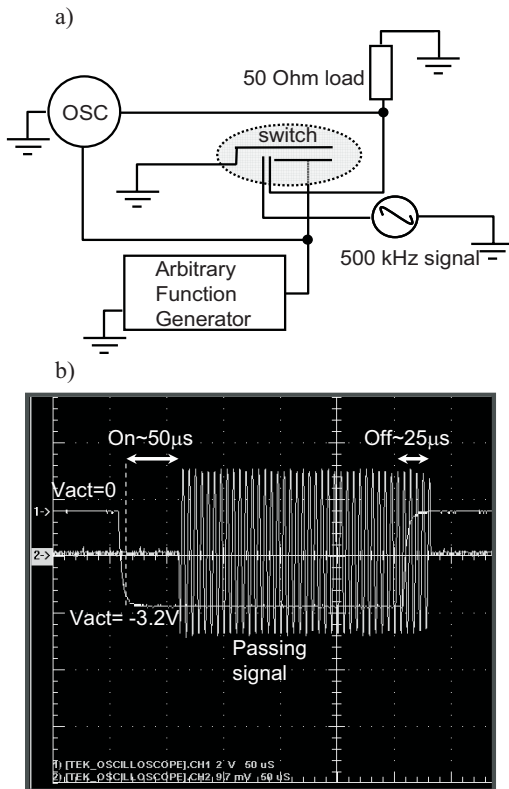 a)
50 Ohm load
OSC
switch
500 kHz signal
Arbitrary
Function
Generator
b)
On~50µs
Off~25µs
Vact=0
1->
2->
Vact= -3.2V
Passing
signal
1) [TEK_OSCILLOSCOPE].CH1 2 V 50 uS
2) [TEK_OSCILLOSCOPE].CH2 9.7 mV 50 uS